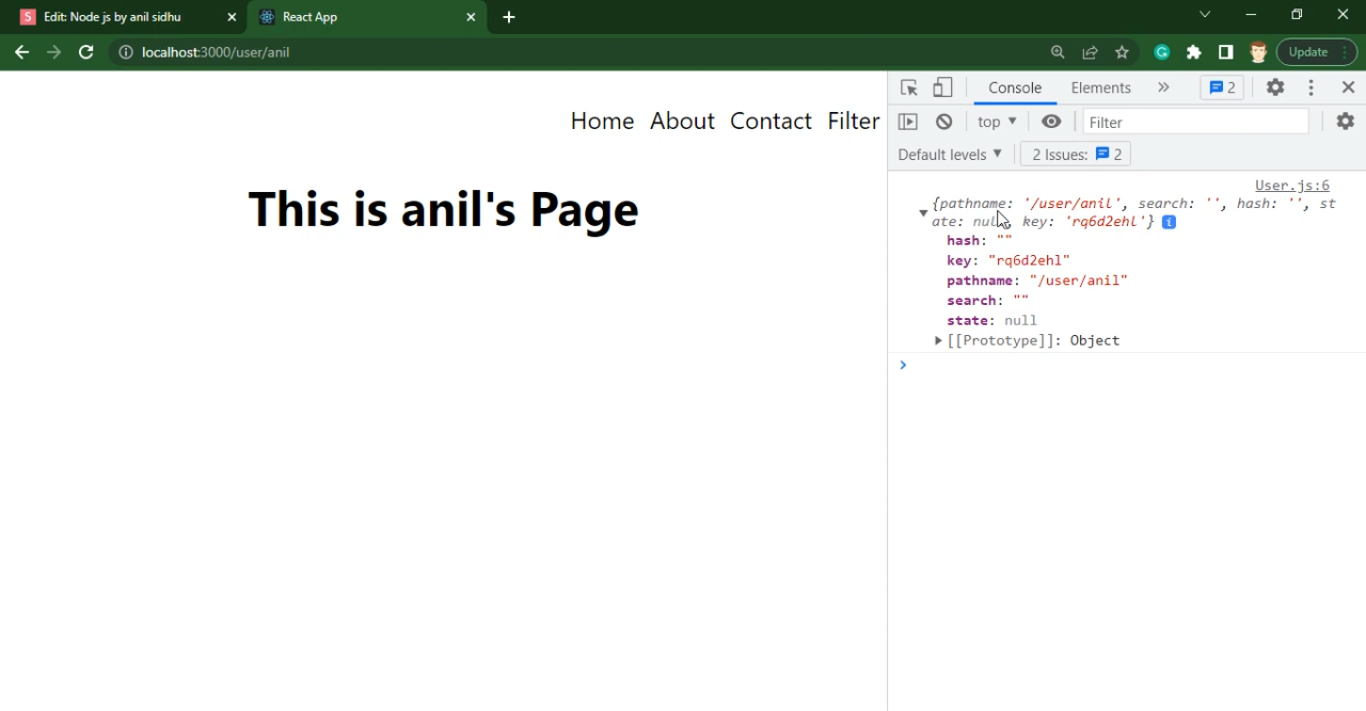 Edit: Node js by anil sidhu
React App
localhost:3000/user/anil
Update
Home About Contact Filter
This is anil's Page
Console Elements 2
top Filter
Default levels 2 Issues: 2
User.js:6
{pathname: '/user/anil', search: '', hash: '', st
ate: null, key: 'rq6d2ehl'}
hash: ""
key: "rq6d2ehl"
pathname: "/user/anil"
search: ""
state: null
[[Prototype]]: Object